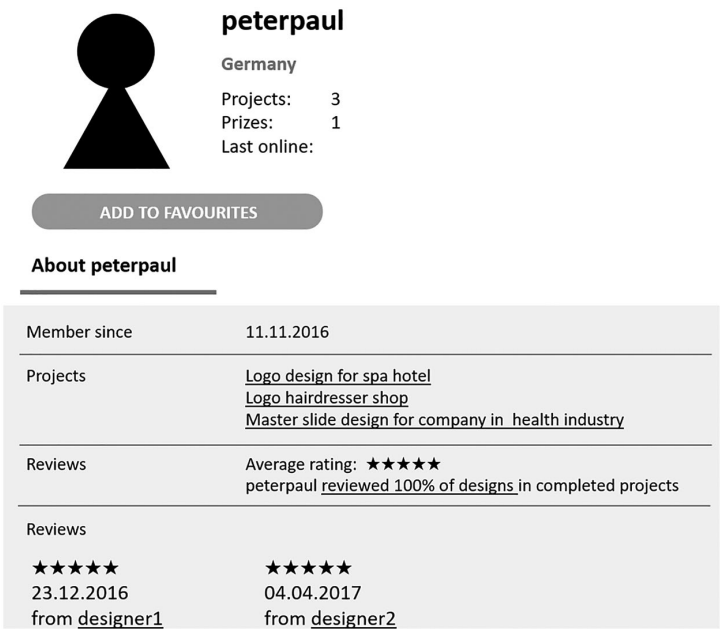 peterpaul
Germany
Projects: 3
Prizes: 1
Last online:
ADD TO FAVOURITES
About peterpaul
Member since 11.11.2016
Projects Logo design for spa hotel
Logo hairdresser shop
Master slide design for company in health industry
Reviews Average rating: ★★★★★
peterpaul reviewed 100% of designs in completed projects
Reviews
★★★★★ ★★★★★
23.12.2016 04.04.2017
from designer1 from designer2